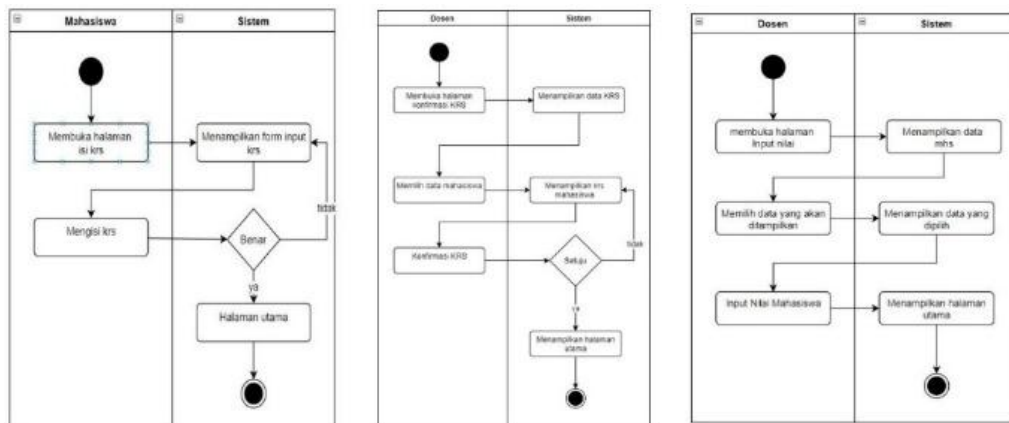 Mahasiswa
Sistem
Membuka halaman
isi krs
Menampilkan form input
krs
Mengisi krs
Benar
tidak
ya
Halaman utama
Dosen
Sistem
Membuka halaman
konfirmasi KRS
Menampilkan data KRS
Memilih data mahasiswa
Menampilkan krs
mahasiswa
Konfirmasi KRS
Setuju
tidak
ya
Menampilkan halaman
utama
Dosen
Sistem
membuka halaman
Input nilai
Menampilkan data
mhs
Memilih data yang akan
ditampilkan
Menampilkan data yang
dipilih
Input Nilai Mahasiswa
Menampilkan halaman
utama